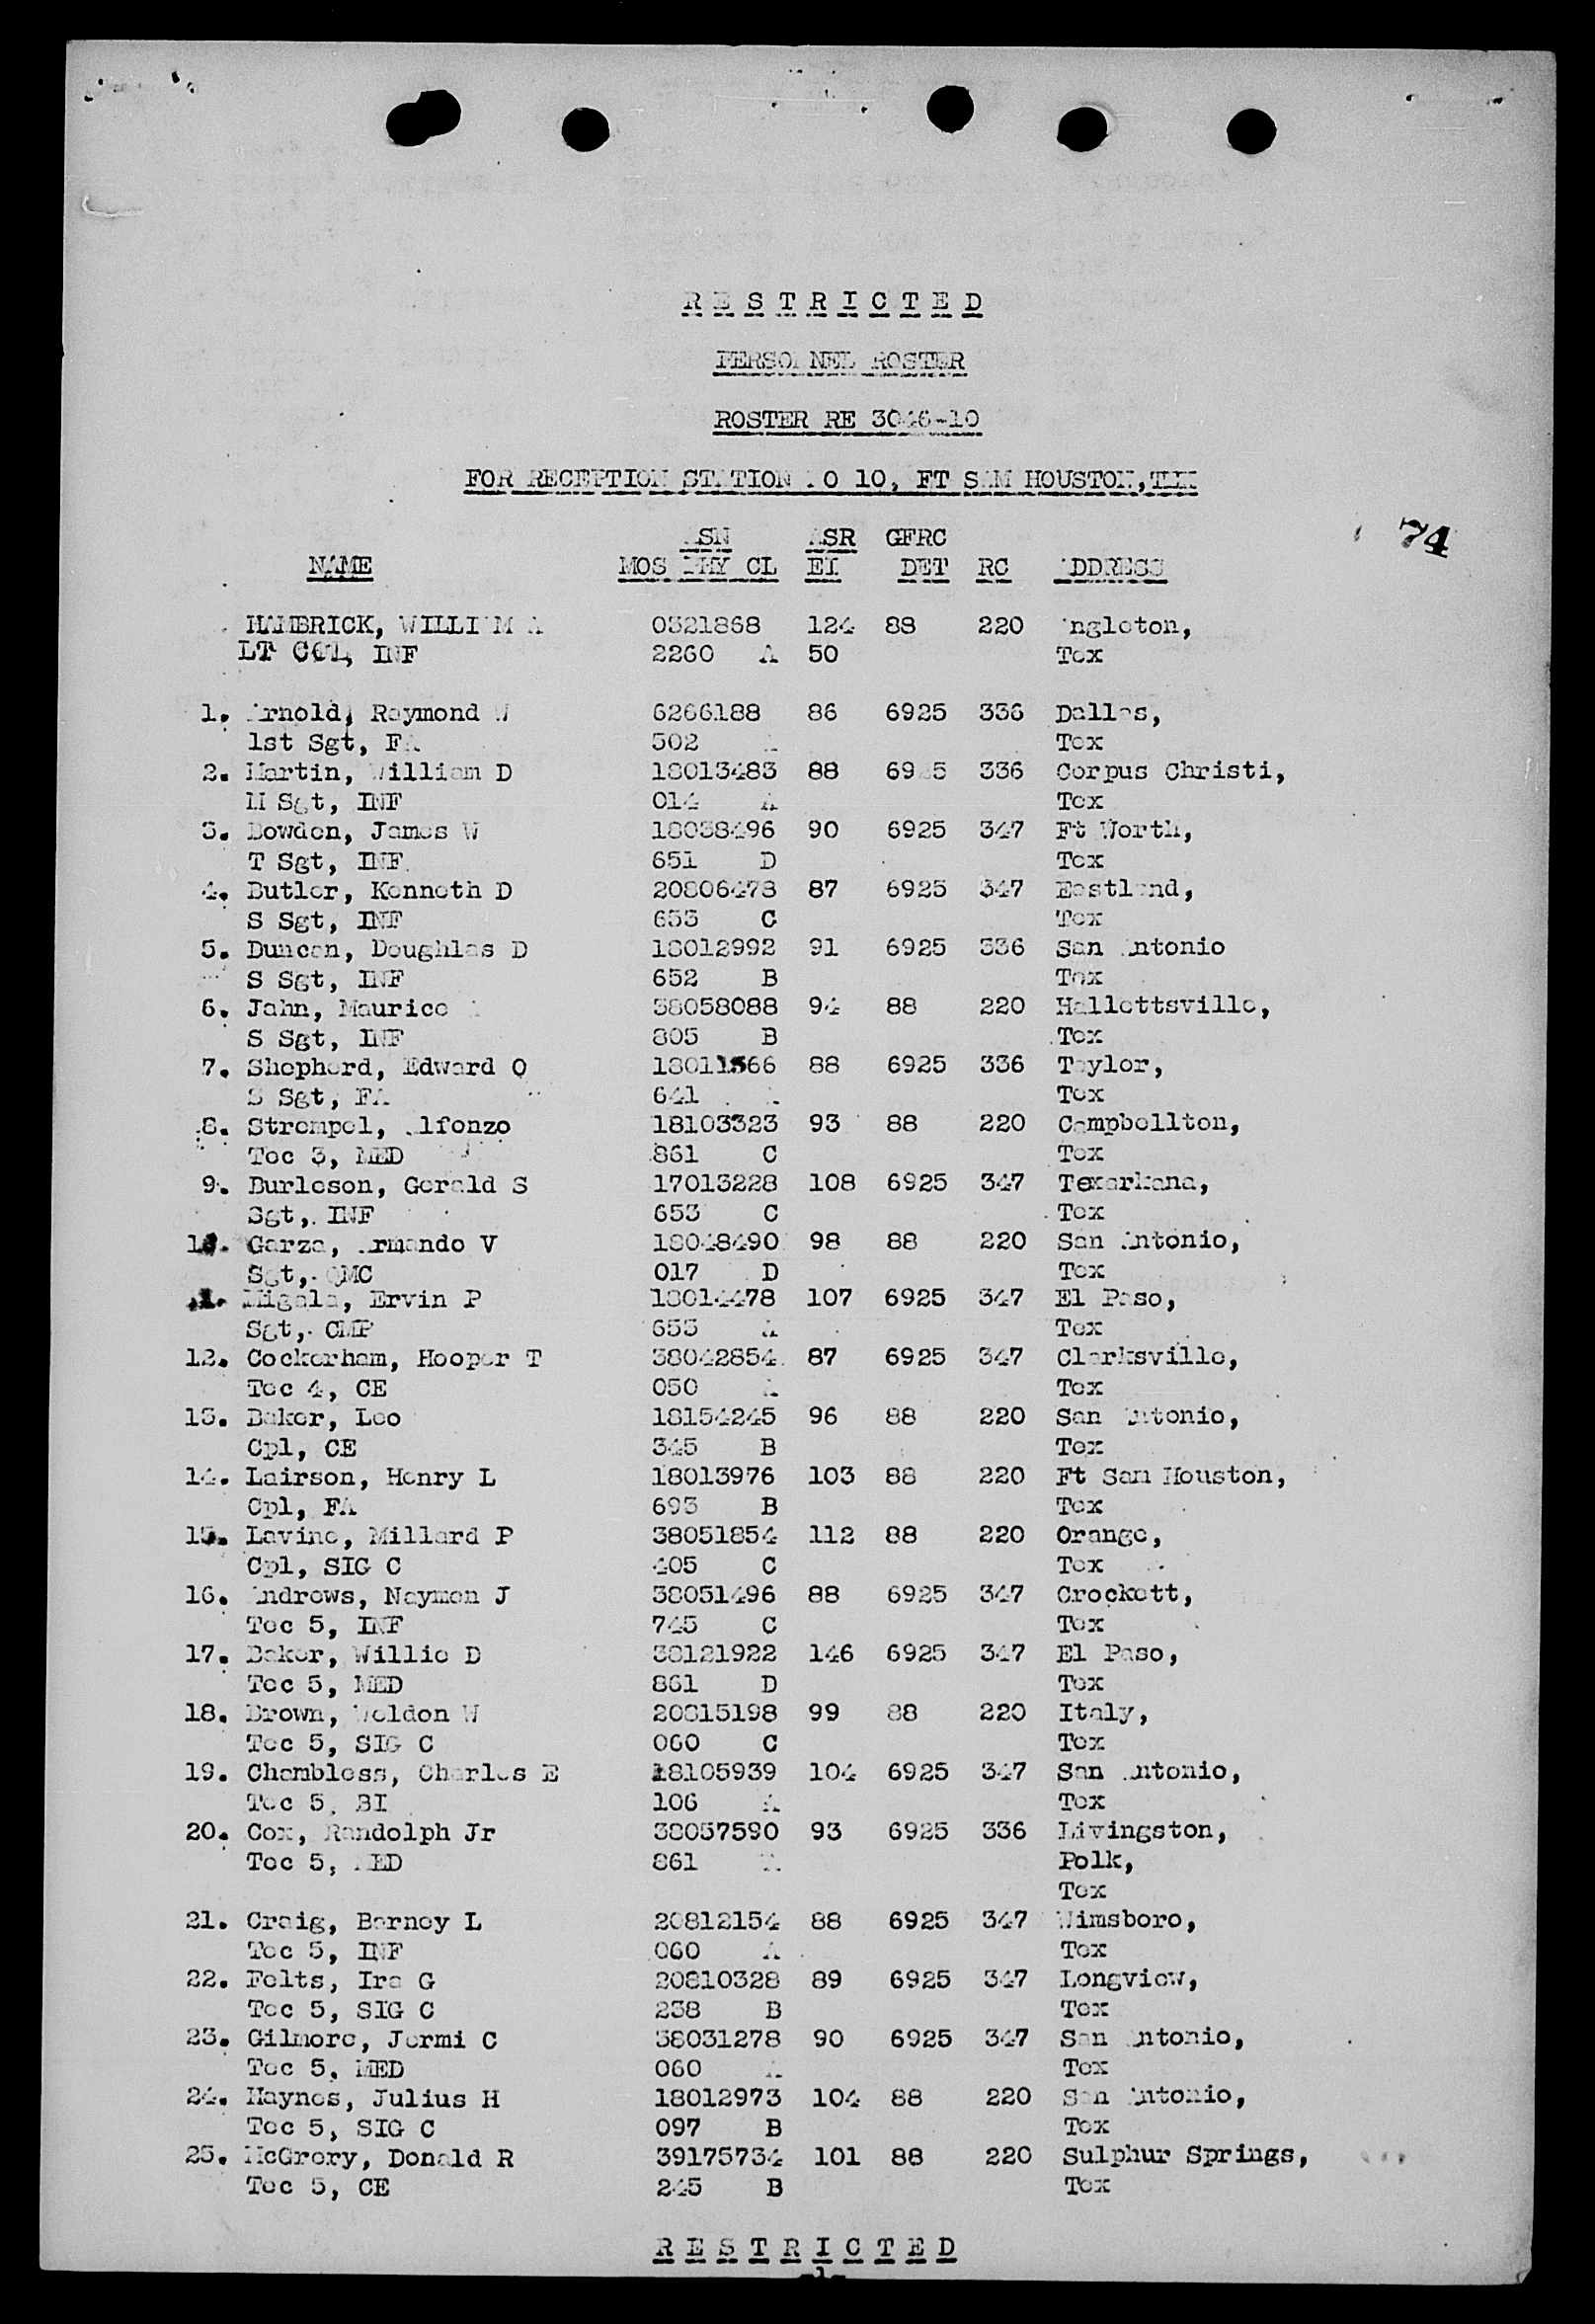 RESTRICTED
PERSONNEL ROSTER
ROSTER RE 3046-10
FOR RECEPTION STATION NO 10, FT SAM HOUSTON, TEX
74
ASN ASR GFRC
NAME MOS PHY CL EI DET RC ADDRESS
HAMBRICK, WILLIAM A 0321868 124 88 220 Angleton,
LT COL, INF 2260 A 50 Tex
1. Arnold, Raymond W 6266188 86 6925 336 Dallas,
1st Sgt, FA 502 A Tex
2. Martin, William D 18013483 88 6925 336 Corpus Christi,
M Sgt, INF 014 A Tex
3. Bowden, James W 18038496 90 6925 347 Ft Worth,
T Sgt, INF 651 D Tex
4. Butler, Kenneth D 20806473 87 6925 347 Eastland,
S Sgt, INF 653 C Tex
5. Duncan, Doughlas D 18012992 91 6925 336 San Antonio
S Sgt, INF 652 B Tex
6. Jahn, Maurice 38058088 94 88 220 Hallettsville,
S Sgt, INF 805 B Tex
7. Shepherd, Edward O 18011566 88 6925 336 Taylor,
S Sgt, FA 641 A Tex
8. Strempel, Alfonzo 18103323 93 88 220 Campbellton,
Tec 3, MED 861 C Tex
9. Burleson, Gerald S 17013228 108 6925 347 Texarkana,
Sgt, INF 653 C Tex
10. Garza, Armando V 18048490 98 88 220 San Antonio,
Sgt, QMC 017 D Tex
11. Migala, Ervin P 18014478 107 6925 347 El Paso,
Sgt, CMP 653 A Tex
12. Cockerham, Hooper T 38042854 87 6925 347 Clarksville,
Tec 4, CE 050 A Tex
13. Baker, Leo 18154245 96 88 220 San Antonio,
Cpl, CE 345 B Tex
14. Lairson, Henry L 18013976 103 88 220 Ft Sam Houston,
Cpl, FA 693 B Tex
15. Lavine, Millard P 38051854 112 88 220 Orange,
Cpl, SIG C 405 C Tex
16. Andrews, Naymon J 38051496 88 6925 347 Crockett,
Tec 5, INF 745 C Tex
17. Baker, Willie D 38121922 146 6925 347 El Paso,
Tec 5, MED 861 D Tex
18. Brown, Weldon W 20815198 99 88 220 Italy,
Tec 5, SIG C 060 C Tex
19. Chambless, Charles E 18105939 104 6925 347 San Antonio,
Tec 5, BI 106 A Tex
20. Cox, Randolph Jr 38057590 93 6925 336 Livingston,
Tec 5, MED 861 Polk,
Tex
21. Craig, Barney L 20812154 88 6925 347 Wimsboro,
Tec 5, INF 060 A Tex
22. Felts, Ira G 20810328 89 6925 347 Longview,
Tec 5, SIG C 238 B Tex
23. Gilmore, Jermi C 38031278 90 6925 347 San Antonio,
Tec 5, MED 060 A Tex
24. Haynes, Julius H 18012973 104 88 220 San Antonio,
Tec 5, SIG C 097 B Tex
25. McGrory, Donald R 39175734 101 88 220 Sulphur Springs,
Tec 5, CE 245 B Tex
RESTRICTED
-1-